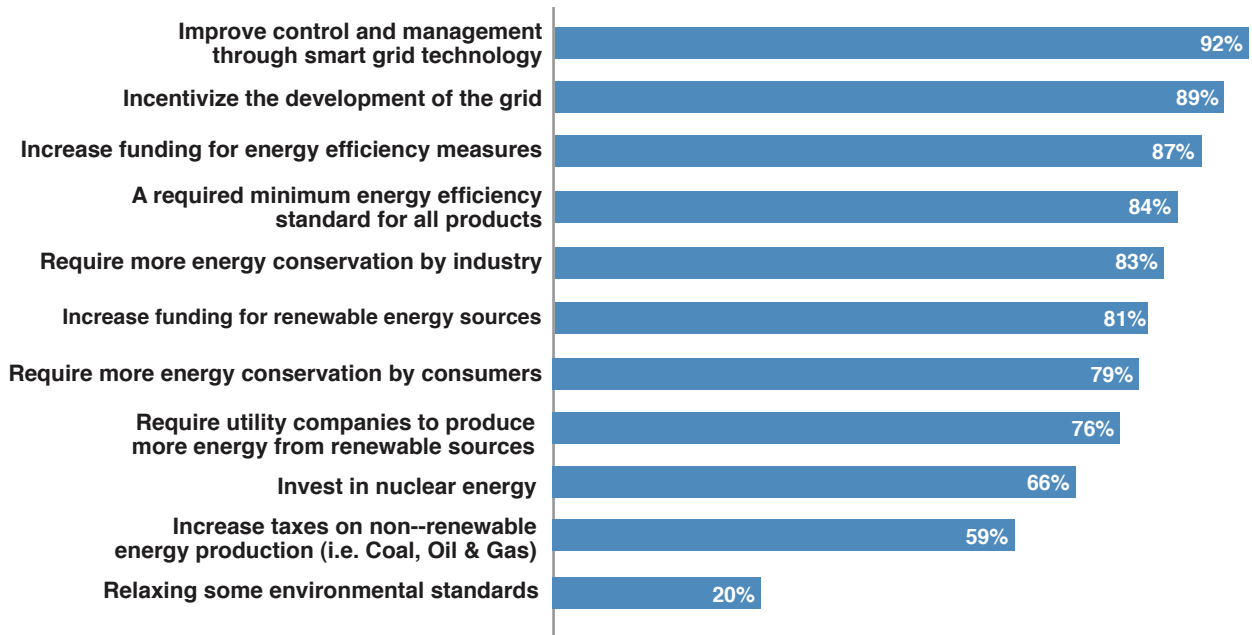 Improve control and management
through smart grid technology
92%
Incentivize the development of the grid
89%
Increase funding for energy efficiency measures
87%
A required minimum energy efficiency
standard for all products
84%
Require more energy conservation by industry
83%
Increase funding for renewable energy sources
81%
Require more energy conservation by consumers
79%
Require utility companies to produce
more energy from renewable sources
76%
Invest in nuclear energy
66%
Increase taxes on non--renewable
energy production (i.e. Coal, Oil & Gas)
59%
Relaxing some environmental standards
20%